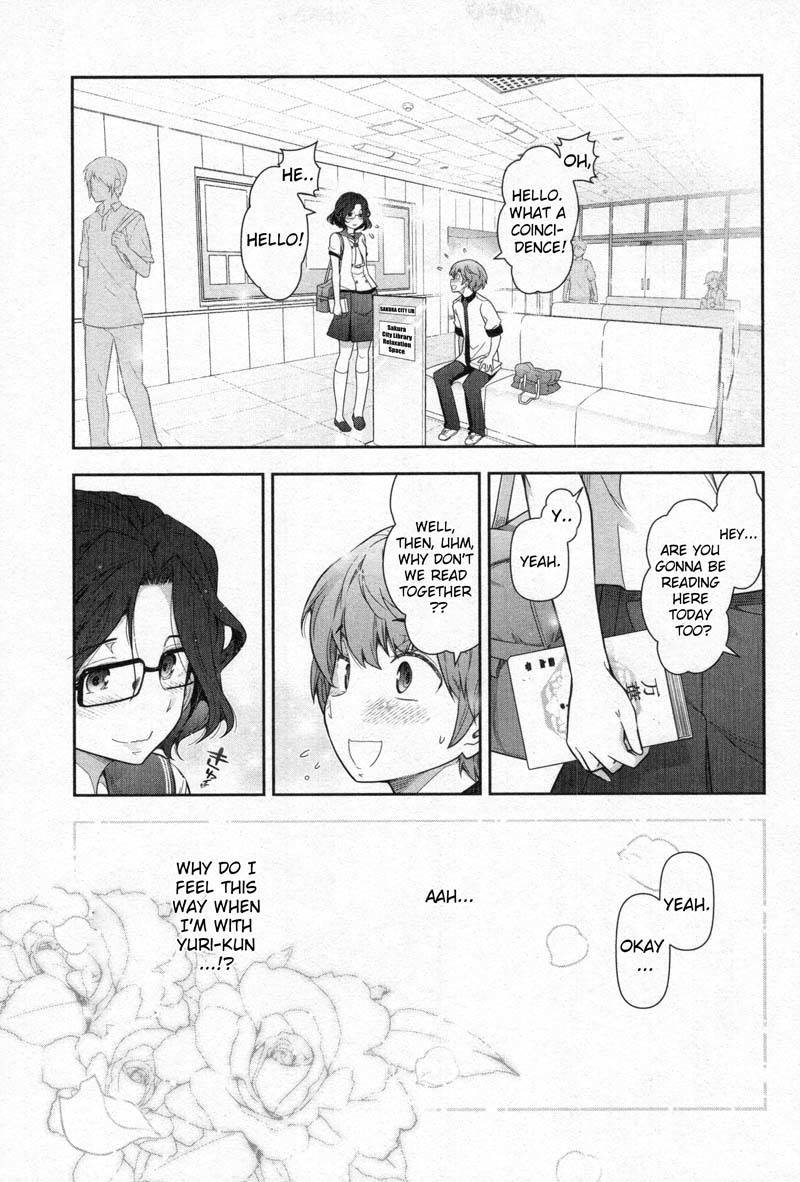 OH,
HELLO.
WHAT A
COINCI-
DENCE!
HE..
HELLO!
SAKURA CITY LIB
Sakura
City Library
Relaxation
Space
HEY...
ARE YOU
GONNA BE
READING
HERE
TODAY
TOO?
Y..
YEAH.
万
葉
WELL,
THEN, UHM,
WHY DON'T
WE READ
TOGETHER
??
YEAH.
OKAY
...
AAH...
WHY DO I
FEEL THIS
WAY WHEN
I'M WITH
YURI-KUN
...!?